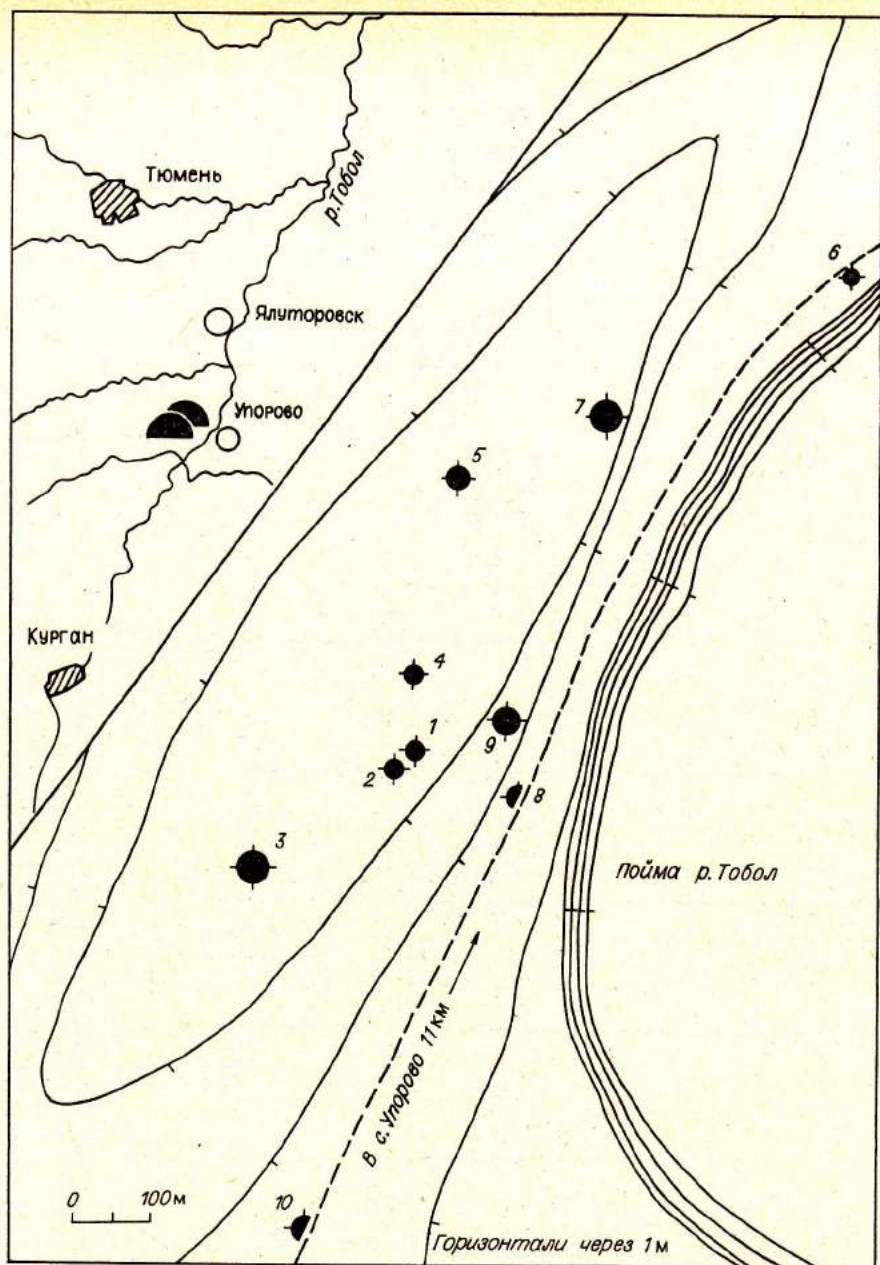 Тюмень
р. Тобол
Ялуторовск
Упорово
Курган
6
7
5
4
1
2
9
8
3
Пойма р. Тобол
В с. Упорово 11 км
10
0 100 м
Горизонтали через 1 м